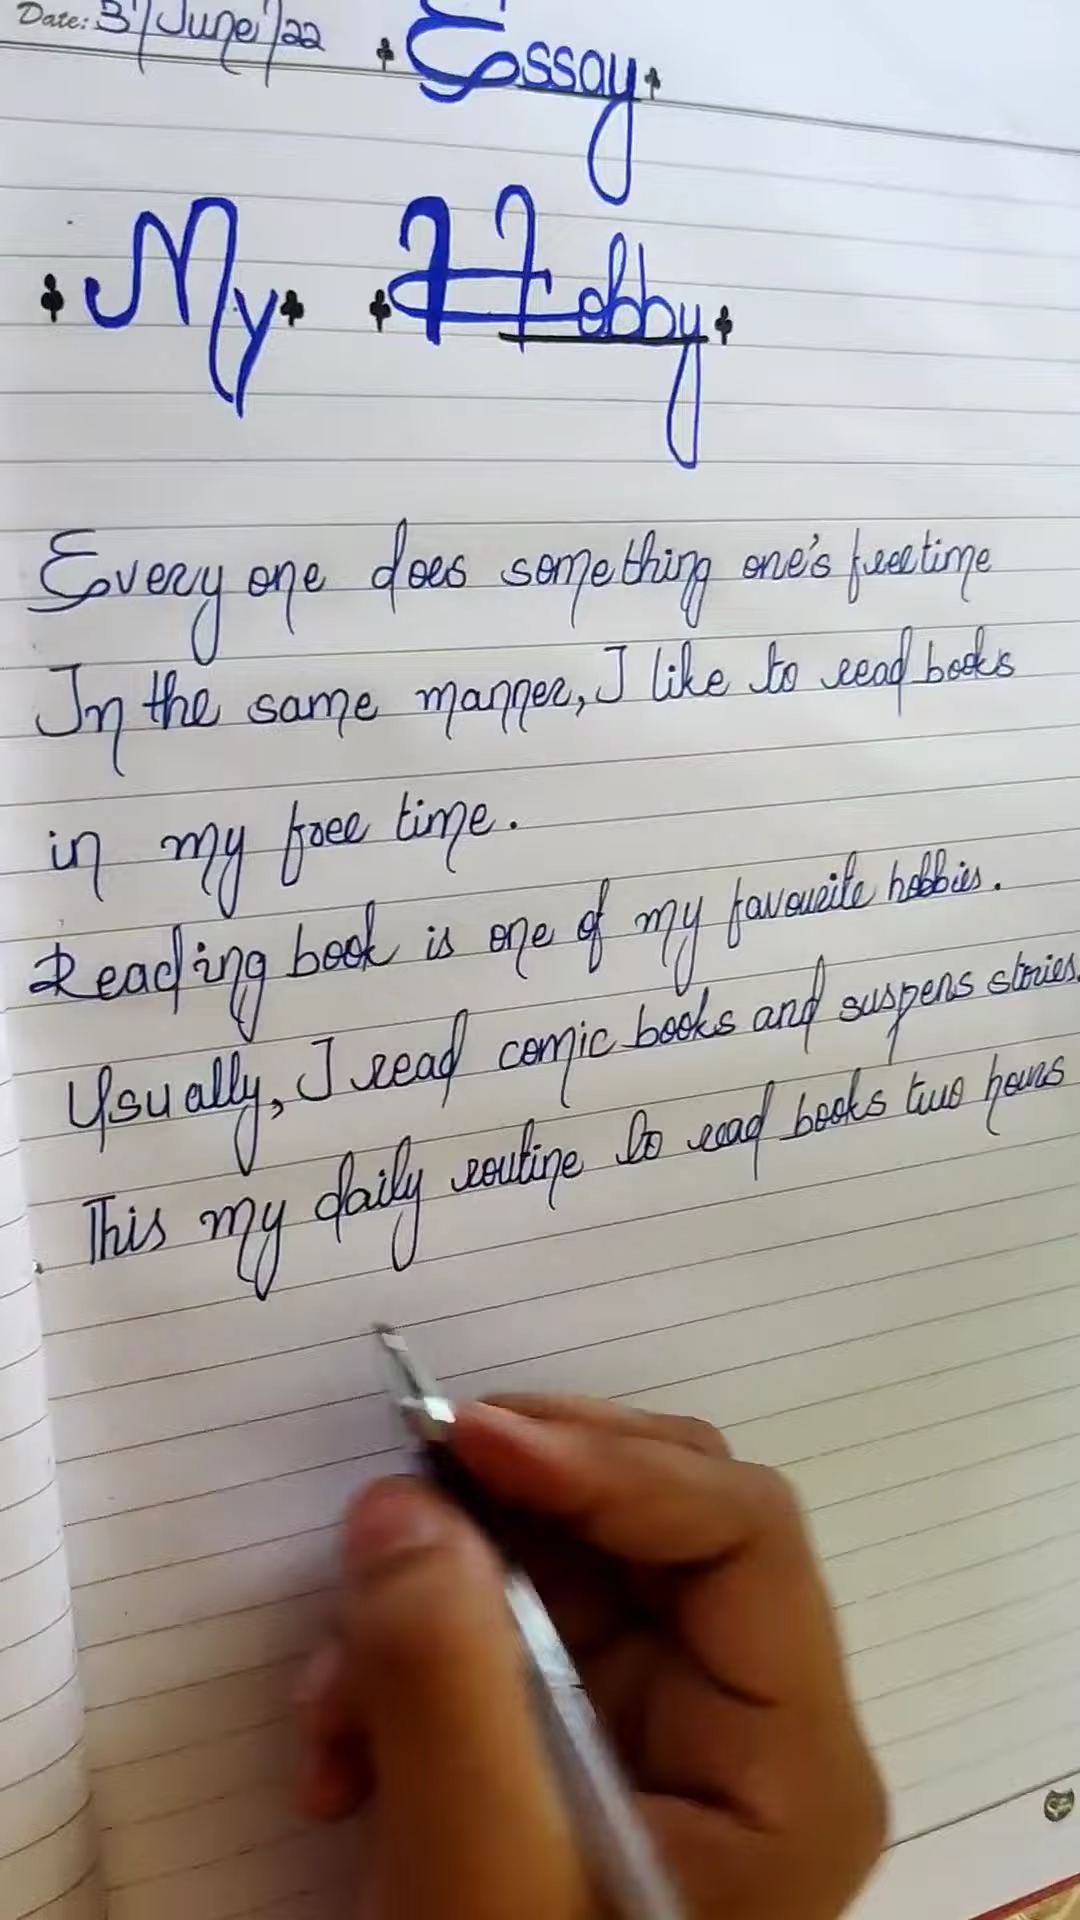 Date: 3/June/22
Essay
My Hobby
Every one does something one's freetime
In the same manner, I like to read books
in my free time.
Reading book is one of my favourite hobbies.
Usually, I read comic books and suspens stories.
This my daily routine to read books two hours